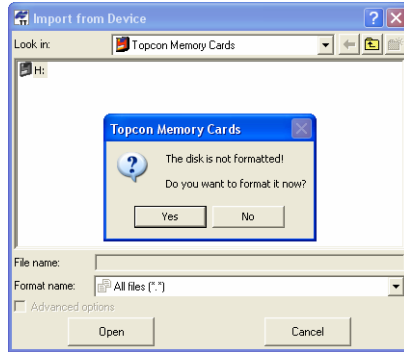 Import from Device
Look in:
Topcon Memory Cards
H:
Topcon Memory Cards
The disk is not formatted!
Do you want to format it now?
Yes
No
File name:
Format name:
All files (*.*)
Advanced options
Open
Cancel